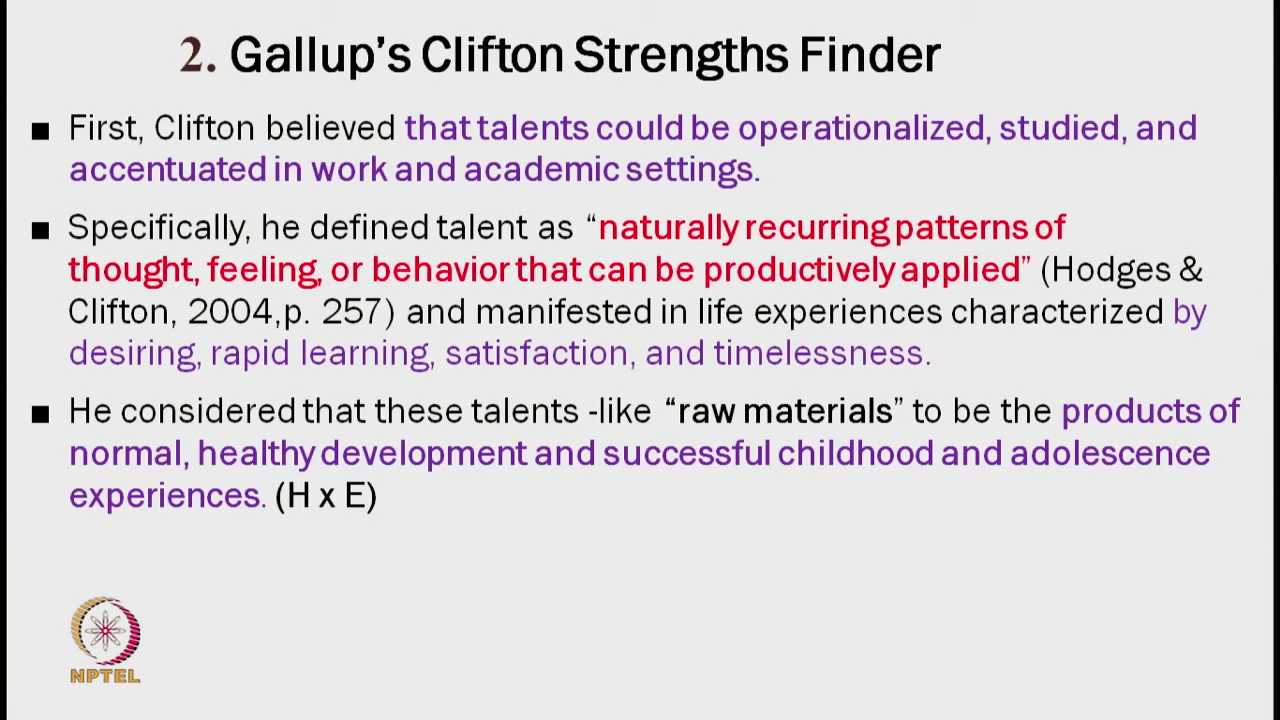 2. Gallup's Clifton Strengths Finder
■ First, Clifton believed that talents could be operationalized, studied, and
accentuated in work and academic settings.
■ Specifically, he defined talent as “naturally recurring patterns of
thought, feeling, or behavior that can be productively applied” (Hodges &
Clifton, 2004,p. 257) and manifested in life experiences characterized by
desiring, rapid learning, satisfaction, and timelessness.
■ He considered that these talents -like “raw materials” to be the products of
normal, healthy development and successful childhood and adolescence
experiences. (H x E)
NPTEL